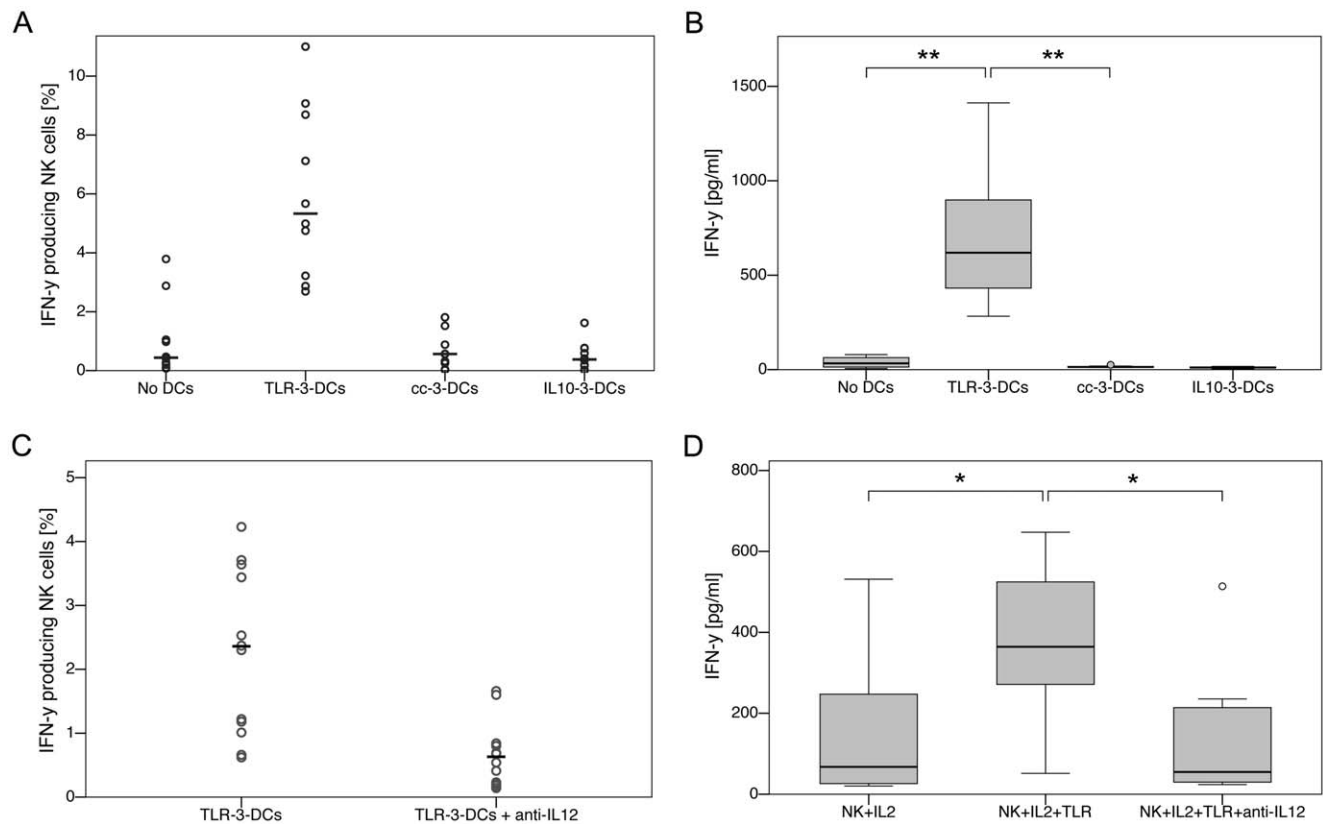 A
IFN-y producing NK cells [%]
10
8
6
4
2
0
No DCs
TLR-3-DCs
cc-3-DCs
IL10-3-DCs
B
IFN-y [pg/ml]
1500
1000
500
0
**
**
No DCs
TLR-3-DCs
cc-3-DCs
IL10-3-DCs
C
IFN-y producing NK cells [%]
5
4
3
2
1
0
TLR-3-DCs
TLR-3-DCs + anti-IL12
D
IFN-y [pg/ml]
800
600
400
200
0
*
*
NK+IL2
NK+IL2+TLR
NK+IL2+TLR+anti-IL12